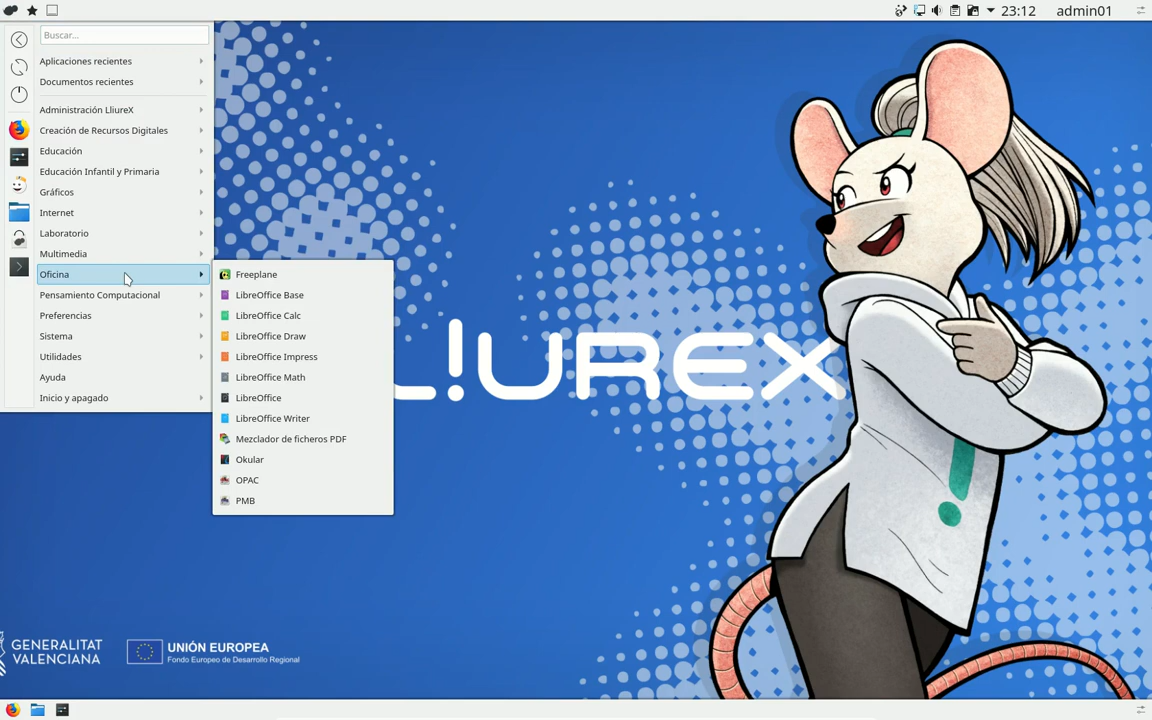 23:12
admin01
Buscar...
Aplicaciones recientes
Documentos recientes
Administración LliureX
Creación de Recursos Digitales
Educación
Educación Infantil y Primaria
Gráficos
Internet
Laboratorio
Multimedia
Oficina
Pensamiento Computacional
Preferencias
Sistema
Utilidades
Ayuda
Inicio y apagado
Freeplane
LibreOffice Base
LibreOffice Calc
LibreOffice Draw
LibreOffice Impress
LibreOffice Math
LibreOffice
LibreOffice Writer
Mezclador de ficheros PDF
Okular
OPAC
PMB
L!UREX
GENERALITAT
VALENCIANA
UNIÓN EUROPEA
Fondo Europeo de Desarrollo Regional